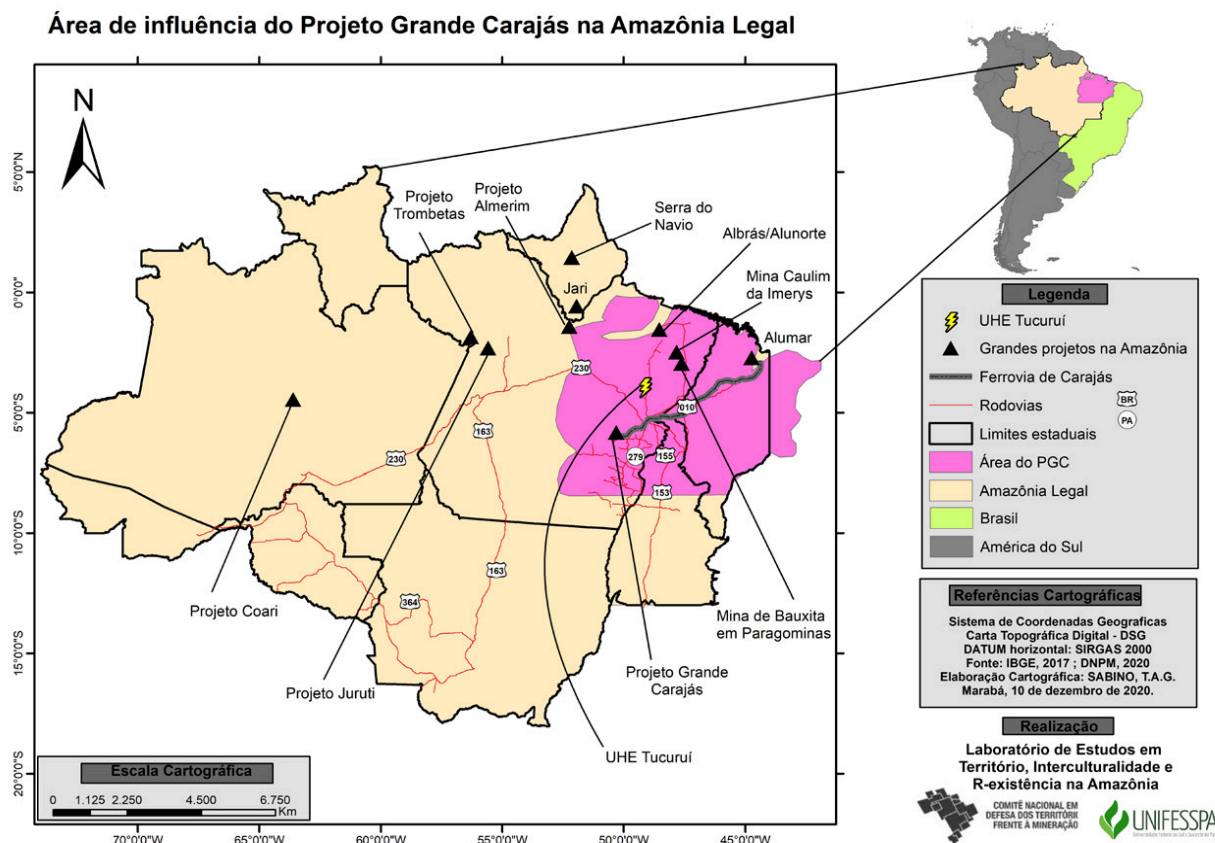 Área de influência do Projeto Grande Carajás na Amazônia Legal
N
5°0'0"N
0°0'0"
5°0'0"S
10°0'0"S
15°0'0"S
20°0'0"S
70°0'0"W
65°0'0"W
60°0'0"W
55°0'0"W
50°0'0"W
45°0'0"W
Projeto
Trombetas
Projeto
Almerim
Serra do
Navio
Jari
Albrás/Alunorte
Mina Caulim
da Imerys
Alumar
230
010
163
230
279
155
153
163
364
Projeto Coari
Projeto Juruti
Mina de Bauxita
em Paragominas
Projeto Grande
Carajás
UHE Tucuruí
Escala Cartográfica
0 1.125 2.250 4.500 6.750
Km
Legenda
UHE Tucuruí
Grandes projetos na Amazônia
Ferrovia de Carajás
Rodovias
BR
PA
Limites estaduais
Área do PGC
Amazônia Legal
Brasil
América do Sul
Referências Cartográficas
Sistema de Coordenadas Geograficas
Carta Topográfica Digital - DSG
DATUM horizontal: SIRGAS 2000
Fonte: IBGE, 2017 ; DNPM, 2020
Elaboração Cartográfica: SABINO, T.A.G.
Marabá, 10 de dezembro de 2020.
Realização
Laboratório de Estudos em
Território, Interculturalidade e
R-existência na Amazônia
COMITÊ NACIONAL EM
DEFESA DOS TERRITÓRI
FRENTE À MINERAÇÃO
UNIFESSPA